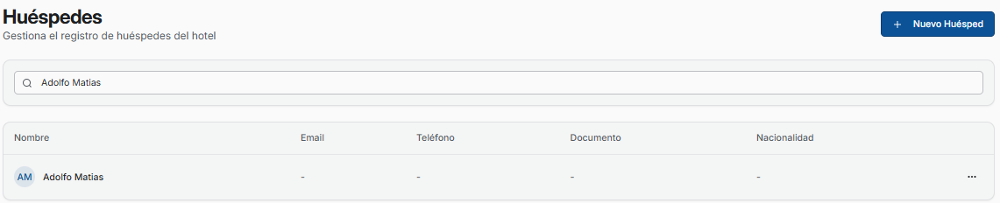 Huéspedes
Gestiona el registro de huéspedes del hotel
+ Nuevo Huésped
Adolfo Matias
Nombre Email Teléfono Documento Nacionalidad
AM Adolfo Matias - - - - ...